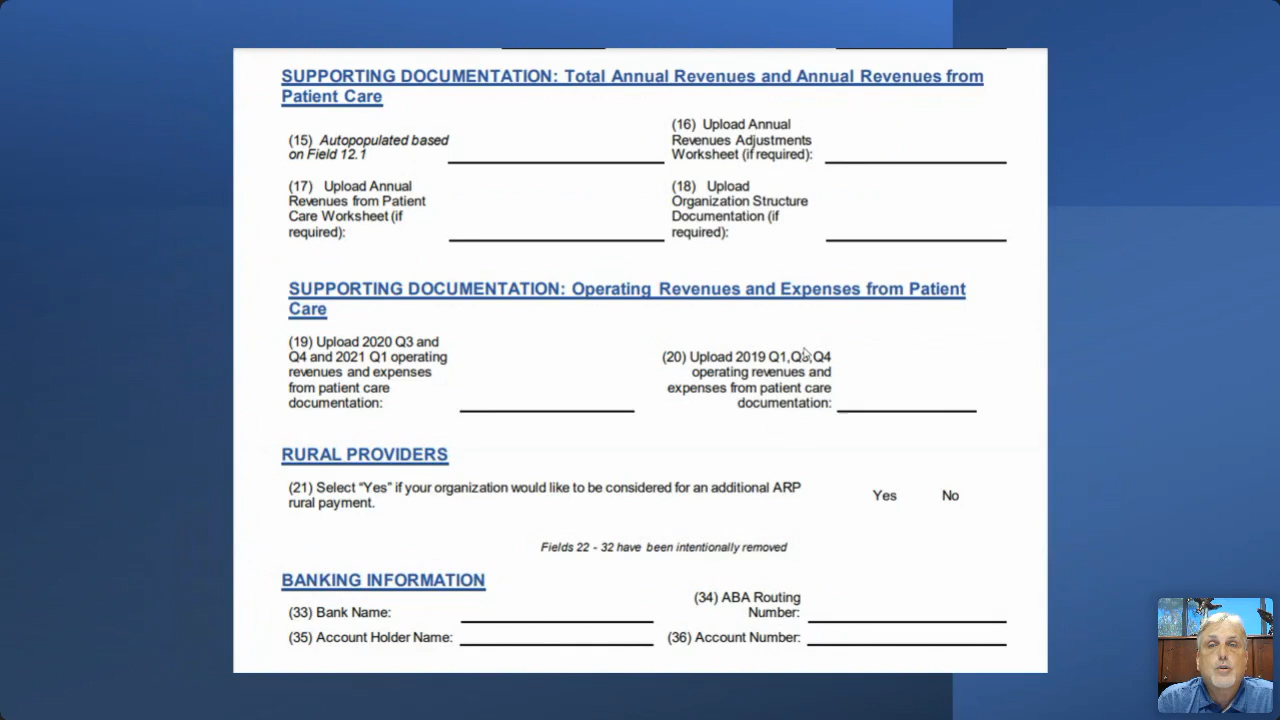 SUPPORTING DOCUMENTATION: Total Annual Revenues and Annual Revenues from
Patient Care
(15) Autopopulated based
on Field 12.1
(16) Upload Annual
Revenues Adjustments
Worksheet (if required):
(17) Upload Annual
Revenues from Patient
Care Worksheet (if
required):
(18) Upload
Organization Structure
Documentation (if
required):
SUPPORTING DOCUMENTATION: Operating Revenues and Expenses from Patient
Care
(19) Upload 2020 Q3 and
Q4 and 2021 Q1 operating
revenues and expenses
from patient care
documentation:
(20) Upload 2019 Q1,Q3,Q4
operating revenues and
expenses from patient care
documentation:
RURAL PROVIDERS
(21) Select “Yes” if your organization would like to be considered for an additional ARP
rural payment.
Yes No
Fields 22 - 32 have been intentionally removed
BANKING INFORMATION
(33) Bank Name:
(34) ABA Routing
Number:
(35) Account Holder Name:
(36) Account Number: